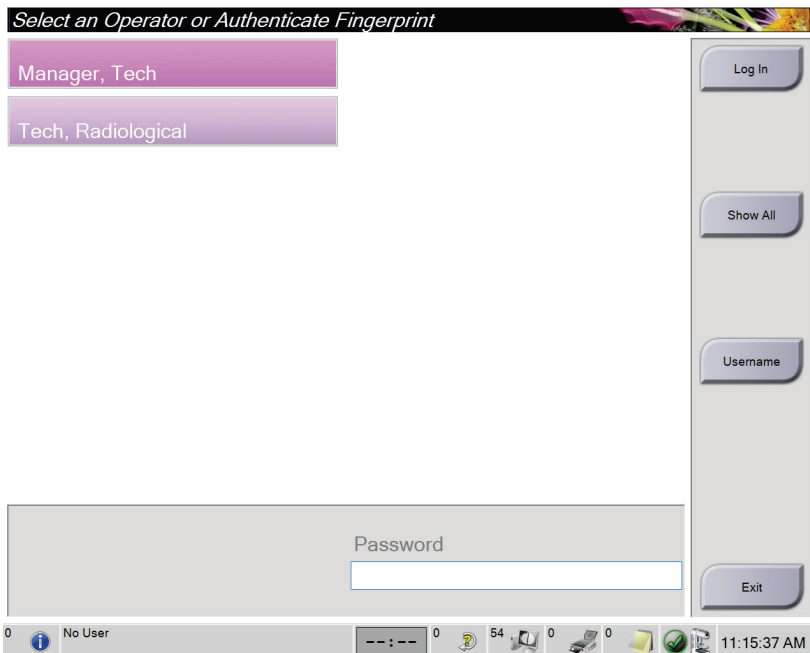 Select an Operator or Authenticate Fingerprint
Manager, Tech
Log In
Tech, Radiological
Show All
Username
Password
Exit
0 No User --:-- 0 54 0 0 11:15:37 AM